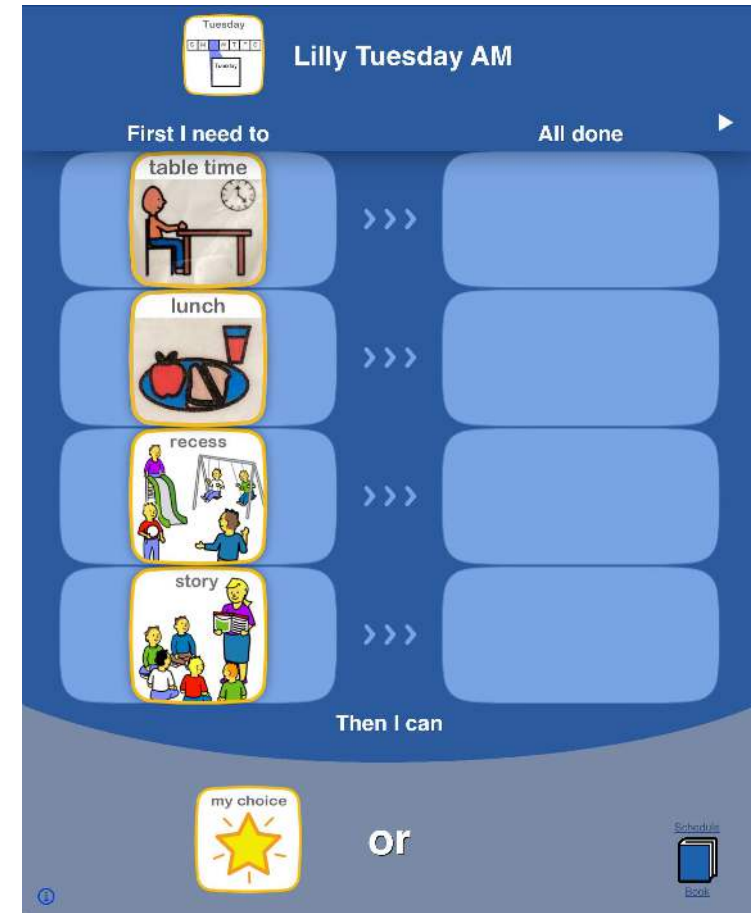 Tuesday
S M T W T F S
Tuesday
Lilly Tuesday AM
First I need to
All done
table time
lunch
recess
story
Then I can
my choice
or
Schedule
Book